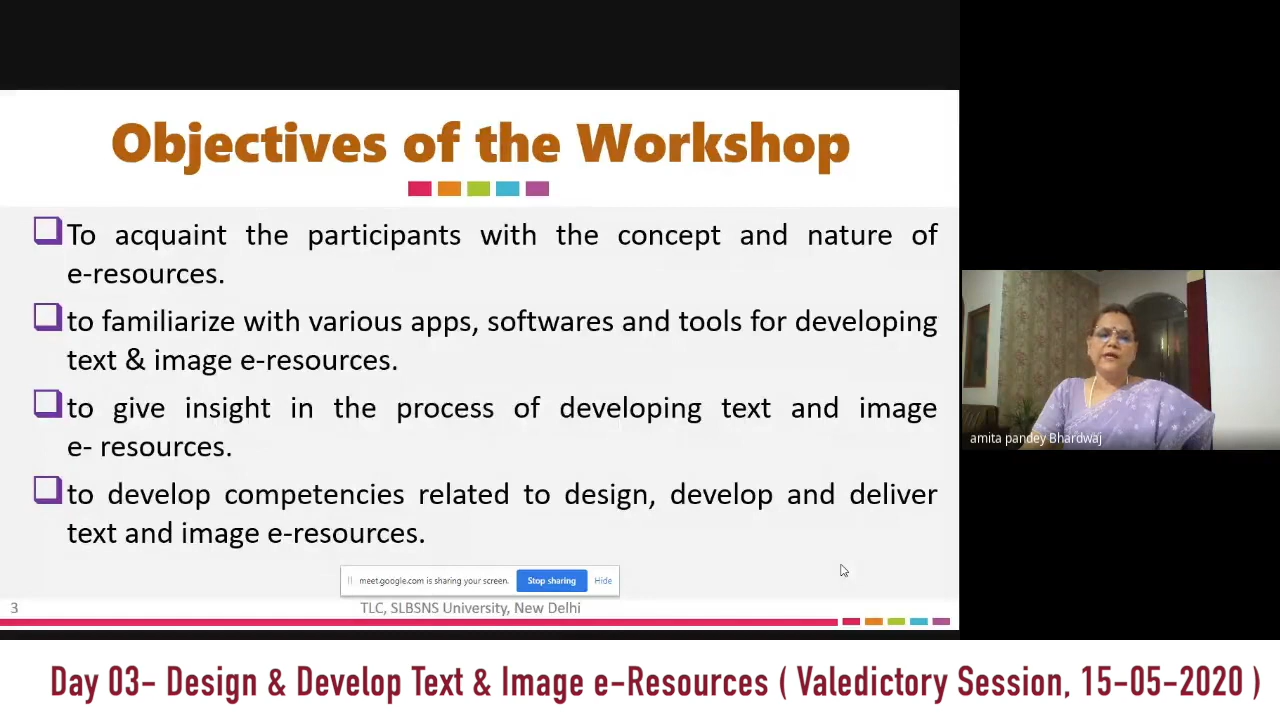 Objectives of the Workshop
To acquaint the participants with the concept and nature of
e-resources.
to familiarize with various apps, softwares and tools for developing
text & image e-resources.
to give insight in the process of developing text and image
e- resources.
to develop competencies related to design, develop and deliver
text and image e-resources.
meet.google.com is sharing your screen. Stop sharing Hide
3 TLC, SLBSNS University, New Delhi
amita pandey Bhardwaj
Day 03- Design & Develop Text & Image e-Resources ( Valedictory Session, 15-05-2020 )